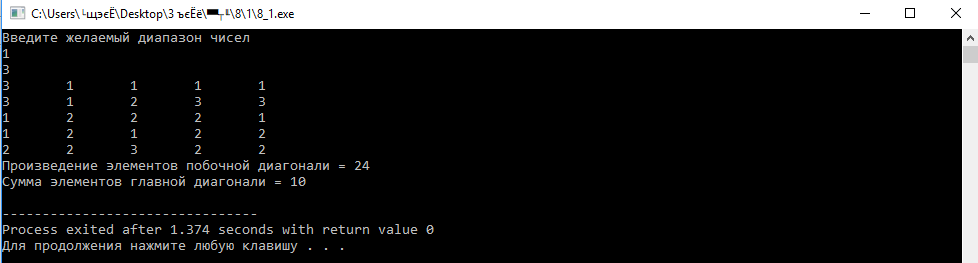 C:\Users\└щэєЁ\Desktop\3 ъєЁё\▀▀┬╙\8\1\8_1.exe
Введите желаемый диапазон чисел
1
3
3 1 1 1 1
3 1 2 3 3
1 2 2 2 1
1 2 1 2 2
2 2 3 2 2
Произведение элементов побочной диагонали = 24
Сумма элементов главной диагонали = 10
--------------------------------
Process exited after 1.374 seconds with return value 0
Для продолжения нажмите любую клавишу . . .